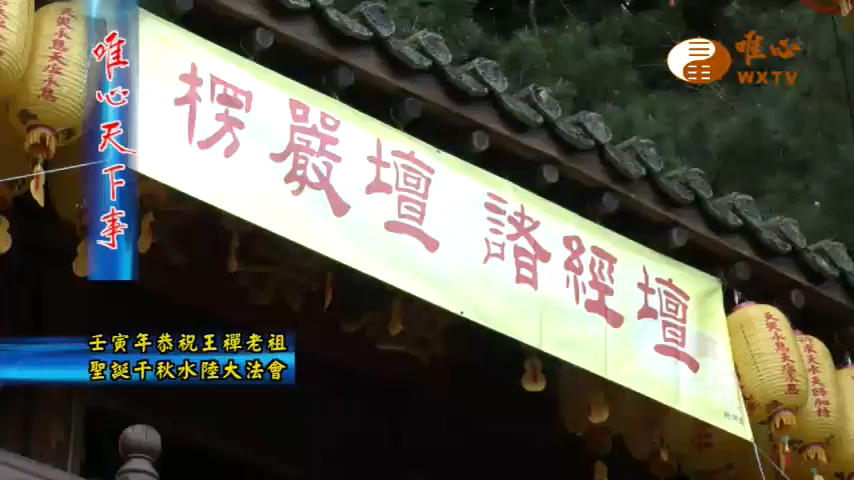 唯心天下事
唯心
WXTV
楞嚴壇 諸經壇
壬寅年恭祝王禪老祖
聖誕千秋水陸大法會